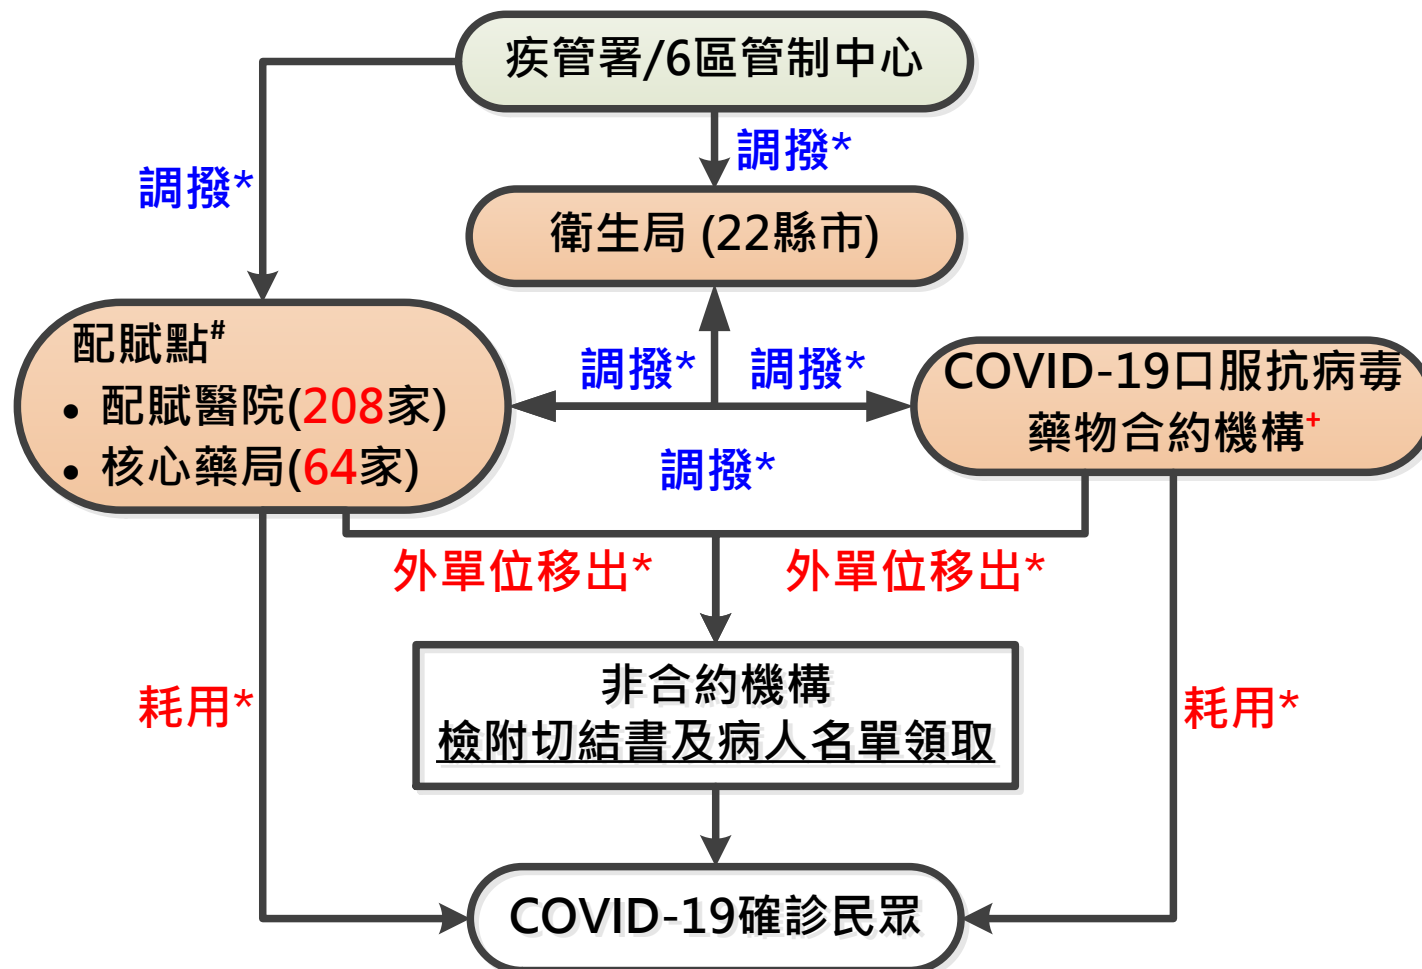 疾管署/6區管制中心
調撥*
調撥*
衛生局 (22縣市)
配賦點#
• 配賦醫院(208家)
• 核心藥局(64家)
調撥* 調撥*
COVID-19口服抗病毒
藥物合約機構+
調撥*
外單位移出* 外單位移出*
非合約機構
檢附切結書及病人名單領取
耗用*
耗用*
COVID-19確診民眾